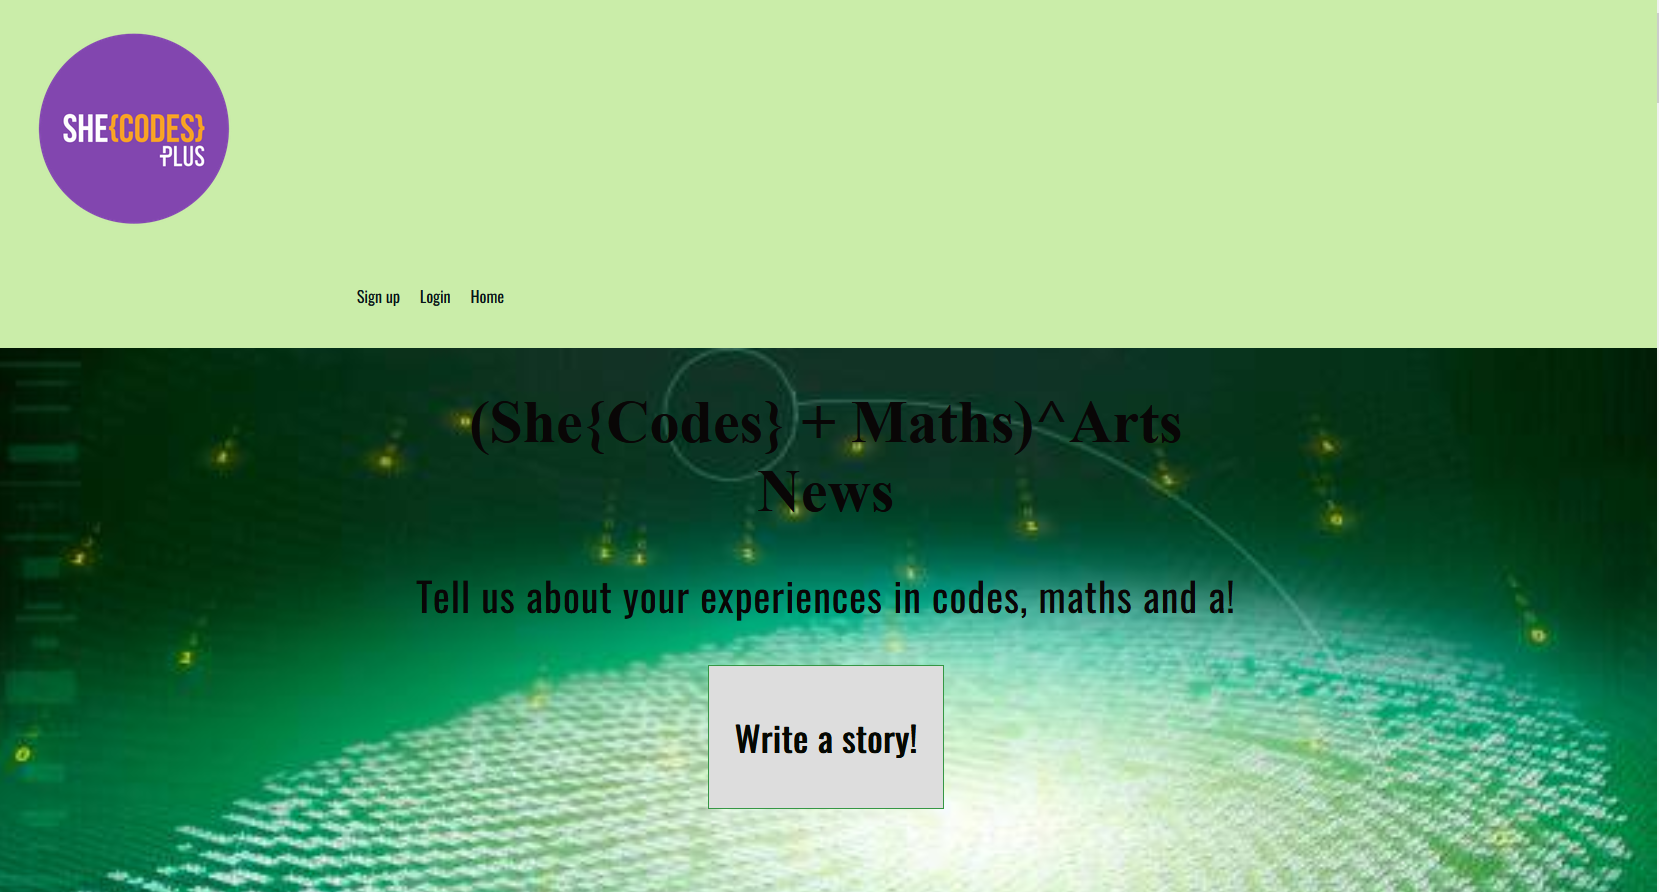 SHE{CODES}
PLUS
Sign up Login Home
(She{Codes} + Maths)^Arts
News
Tell us about your experiences in codes, maths and a!
Write a story!